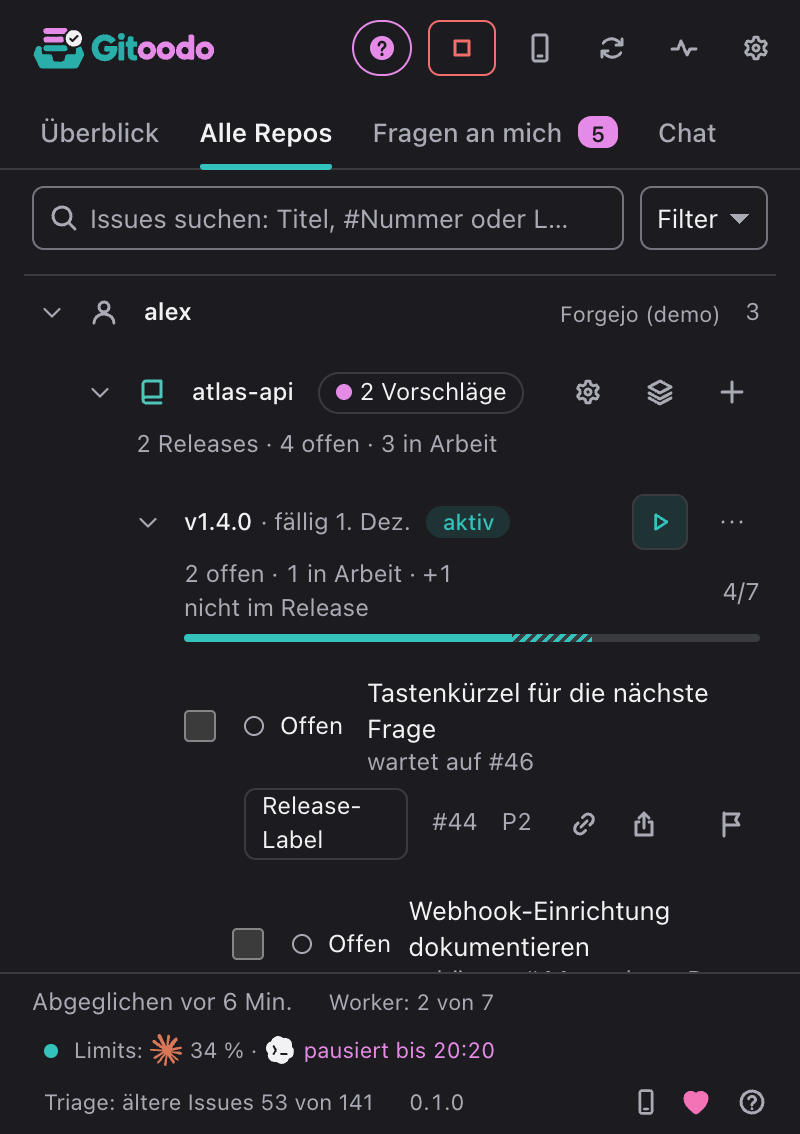 Gitoodo
Überblick
Alle Repos
Fragen an mich 5
Chat
Issues suchen: Titel, #Nummer oder L...
Filter
alex
Forgejo (demo) 3
atlas-api
2 Vorschläge
2 Releases · 4 offen · 3 in Arbeit
v1.4.0 · fällig 1. Dez. aktiv
...
2 offen · 1 in Arbeit · +1
nicht im Release
4/7
Tastenkürzel für die nächste
Frage
Offen
wartet auf #46
Release-
Label
#44 P2
Webhook-Einrichtung
dokumentieren
Offen
Abgeglichen vor 6 Min. Worker: 2 von 7
Limits: 34 % · pausiert bis 20:20
Triage: ältere Issues 53 von 141 0.1.0